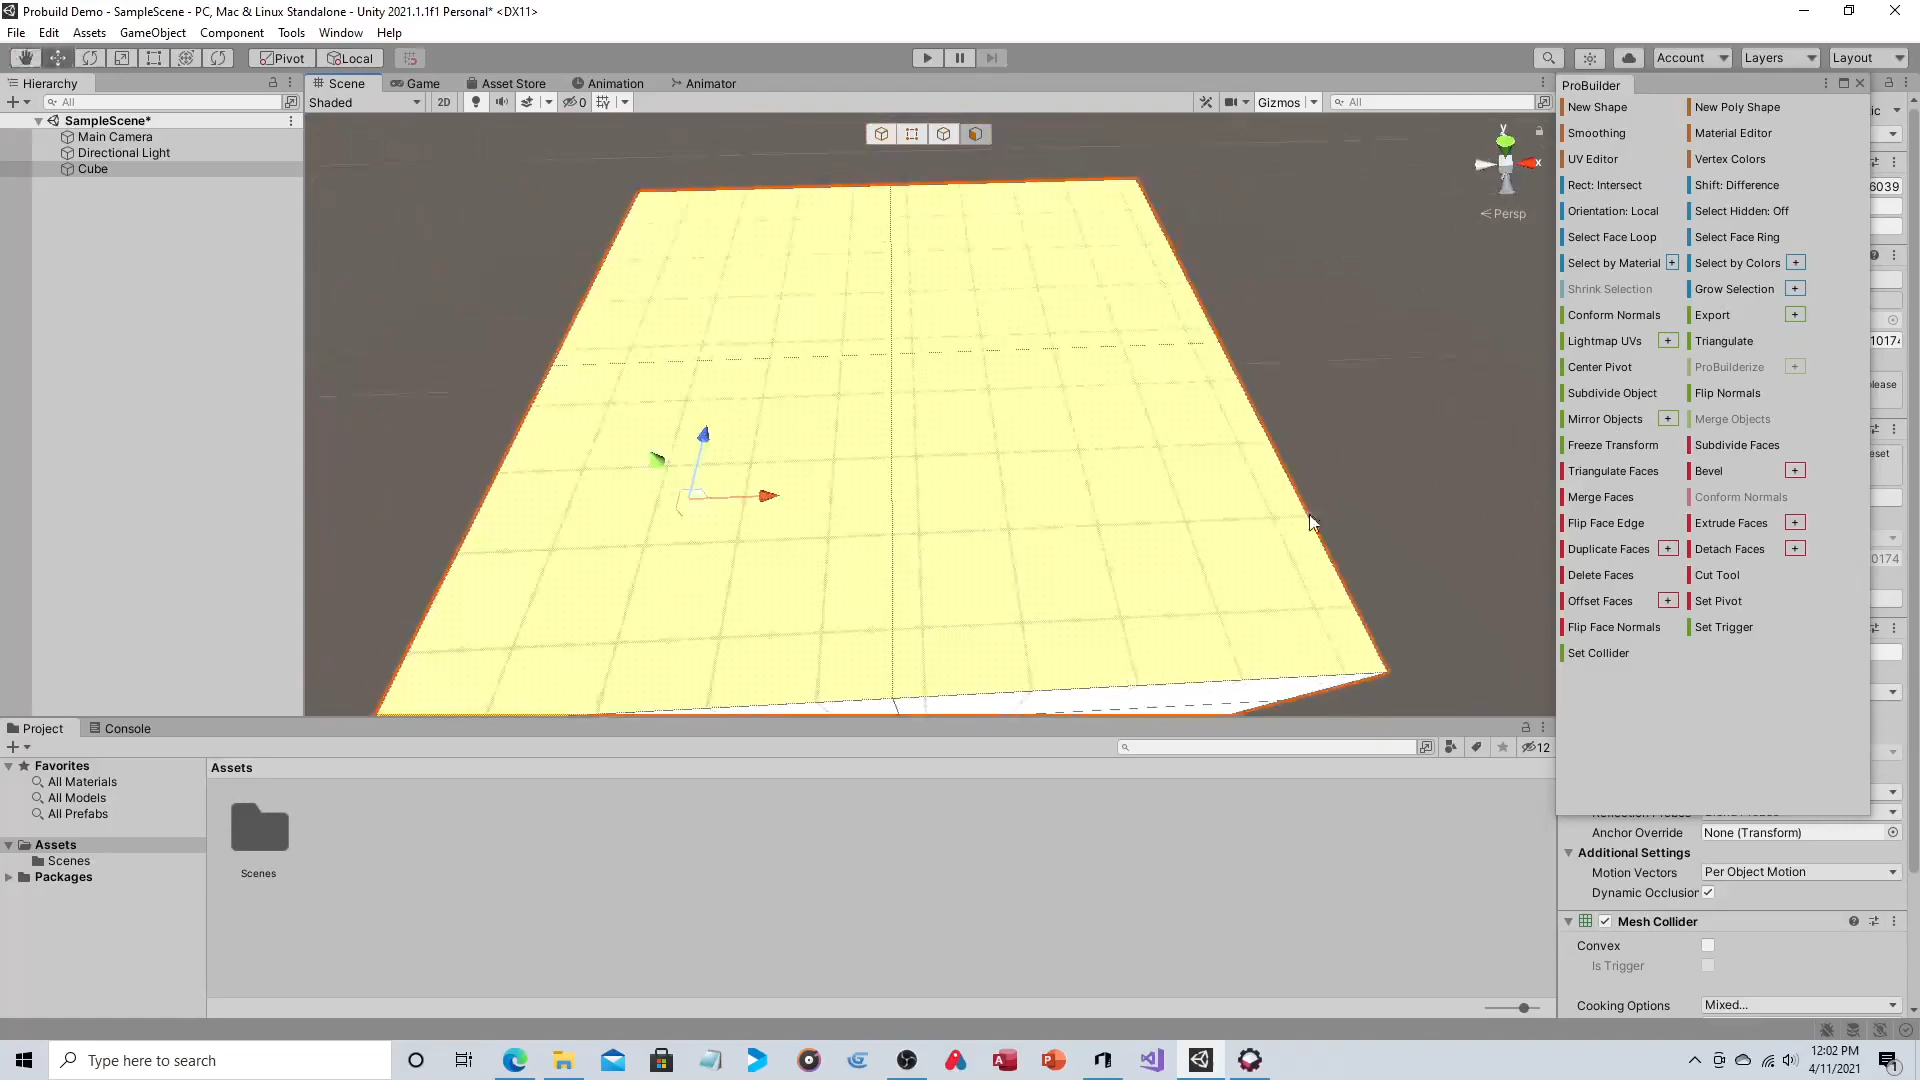 Probuild Demo - SampleScene - PC, Mac & Linux Standalone - Unity 2021.1.1f1 Personal* <DX11>
File Edit Assets GameObject Component Tools Window Help
Pivot Local Account Layers Layout
Hierarchy
All
SampleScene*
Main Camera
Directional Light
Cube
Scene Game Asset Store Animation Animator
Shaded 2D 0 Gizmos All
y
x
Persp
ProBuilder
New Shape New Poly Shape
Smoothing Material Editor
UV Editor Vertex Colors
Rect: Intersect Shift: Difference
Orientation: Local Select Hidden: Off
Select Face Loop Select Face Ring
Select by Material + Select by Colors +
Shrink Selection Grow Selection +
Conform Normals Export +
Lightmap UVs + Triangulate
Center Pivot ProBuilderize +
Subdivide Object Flip Normals
Mirror Objects + Merge Objects
Freeze Transform Subdivide Faces
Triangulate Faces Bevel +
Merge Faces Conform Normals
Flip Face Edge Extrude Faces +
Duplicate Faces + Detach Faces +
Delete Faces Cut Tool
Offset Faces + Set Pivot
Flip Face Normals Set Trigger
Set Collider
ic
6039
10174
lease
eset
0174
Anchor Override None (Transform)
Additional Settings
Motion Vectors Per Object Motion
Dynamic Occlusion
Mesh Collider
Convex
Is Trigger
Cooking Options Mixed...
Project Console
12
Favorites
All Materials
All Models
All Prefabs
Assets
Scenes
Packages
Assets
Scenes
Type here to search
12:02 PM
4/11/2021
1